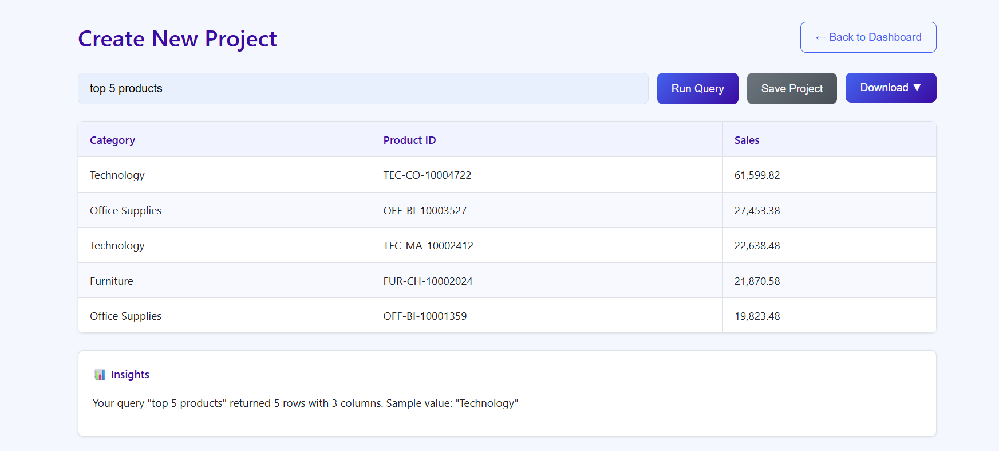 Create New Project
← Back to Dashboard
top 5 products
Run Query
Save Project
Download ▼
Category Product ID Sales
Technology TEC-CO-10004722 61,599.82
Office Supplies OFF-BI-10003527 27,453.38
Technology TEC-MA-10002412 22,638.48
Furniture FUR-CH-10002024 21,870.58
Office Supplies OFF-BI-10001359 19,823.48
Insights
Your query "top 5 products" returned 5 rows with 3 columns. Sample value: "Technology"